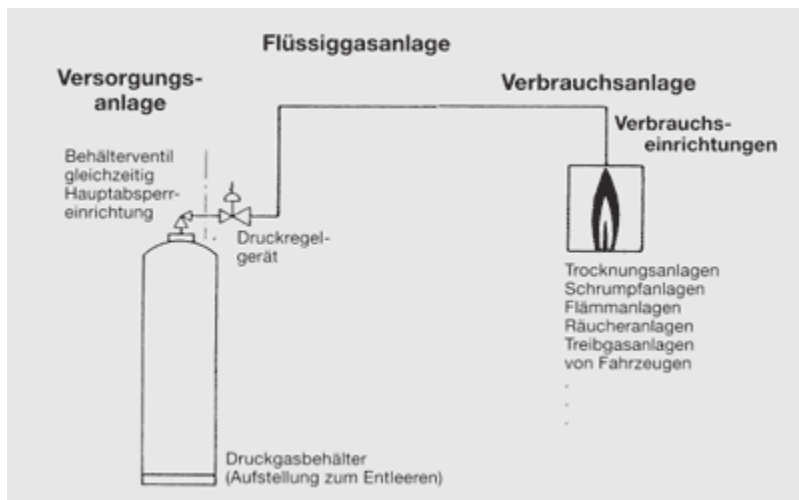 Flüssiggasanlage
Versorgungs-
anlage
Verbrauchsanlage
Verbrauchs-
einrichtungen
Behälterventil
gleichzeitig
Hauptabsperr-
einrichtung
Druckregel-
gerät
Trocknungsanlagen
Schrumpfanlagen
Flämmanlagen
Räucheranlagen
Treibgasanlagen
von Fahrzeugen
.
.
.
Druckgasbehälter
(Aufstellung zum Entleeren)